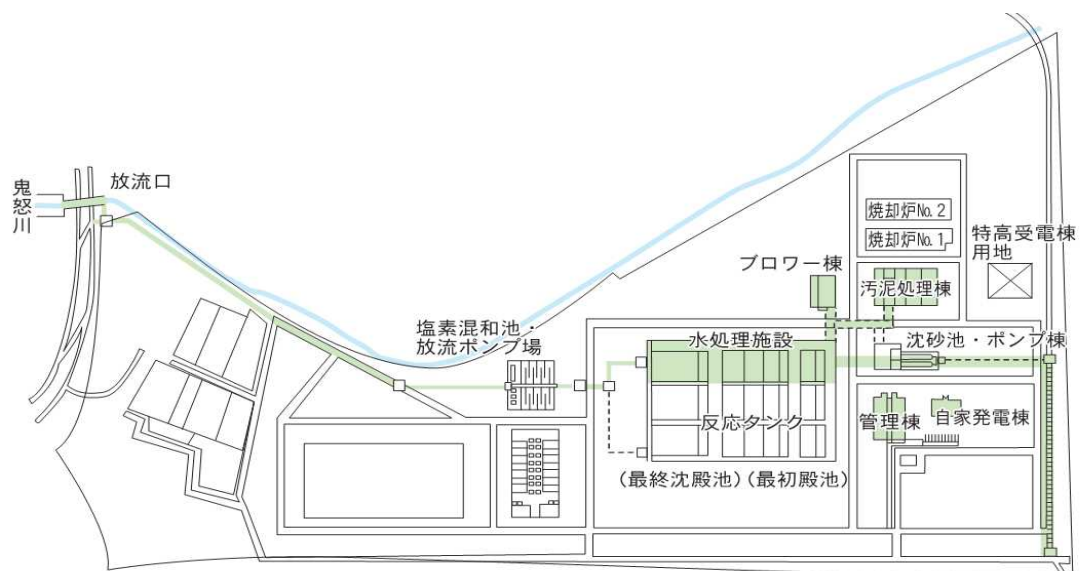 鬼怒川
放流口
焼却炉No. 2
焼却炉No. 1
特高受電棟
用地
ブロワー棟
汚泥処理棟
塩素混和池・
放流ポンプ場
水処理施設
沈砂池・ポンプ棟
反応タンク
管理棟
自家発電棟
(最終沈殿池)
(最初殿池)